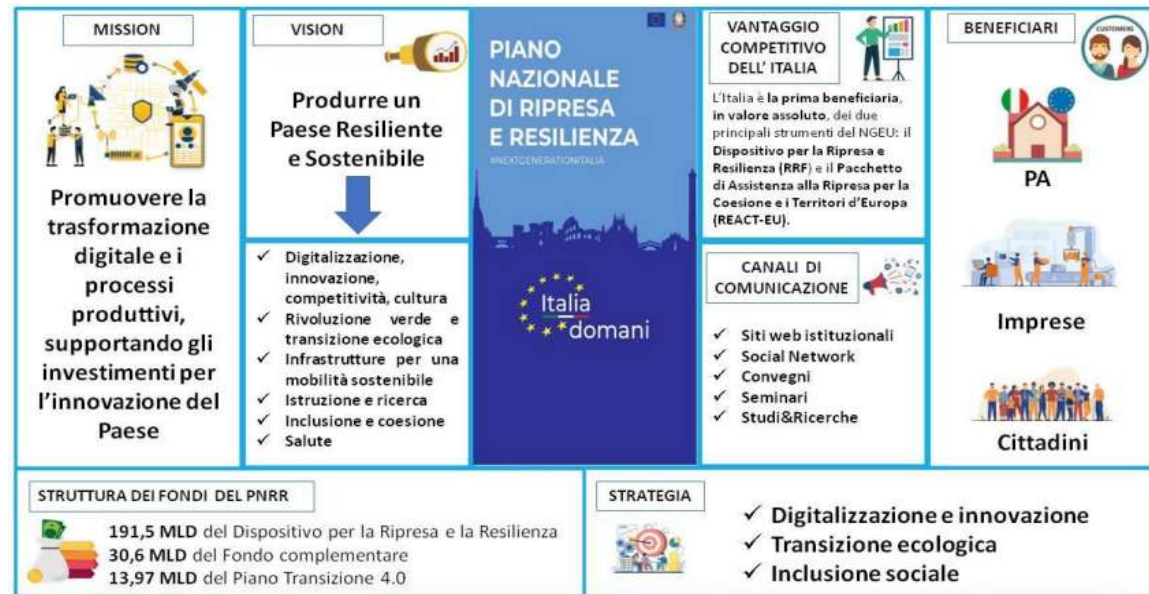 MISSION
Promuovere la
trasformazione
digitale e i
processi
produttivi,
supportando gli
investimenti per
l'innovazione del
Paese
VISION
Produrre un
Paese Resiliente
e Sostenibile
✓ Digitalizzazione,
innovazione,
competitività, cultura
✓ Rivoluzione verde e
transizione ecologica
✓ Infrastrutture per una
mobilità sostenibile
✓ Istruzione e ricerca
✓ Inclusione e coesione
✓ Salute
PIANO
NAZIONALE
DI RIPRESA
E RESILIENZA
#NEXTGENERATIONITALIA
Italia
domani
VANTAGGIO
COMPETITIVO
DELL' ITALIA
L'Italia è la prima beneficiaria,
in valore assoluto, dei due
principali strumenti del NGEU: il
Dispositivo per la Ripresa e
Resilienza (RRF) e il Pacchetto
di Assistenza alla Ripresa per la
Coesione e i Territori d'Europa
(REACT-EU).
CANALI DI
COMUNICAZIONE
✓ Siti web istituzionali
✓ Social Network
✓ Convegni
✓ Seminari
✓ Studi&Ricerche
BENEFICIARI
CUSTOMERS
PA
Imprese
Cittadini
STRUTTURA DEI FONDI DEL PNRR
191,5 MLD del Dispositivo per la Ripresa e la Resilienza
30,6 MLD del Fondo complementare
13,97 MLD del Piano Transizione 4.0
STRATEGIA
✓ Digitalizzazione e innovazione
✓ Transizione ecologica
✓ Inclusione sociale